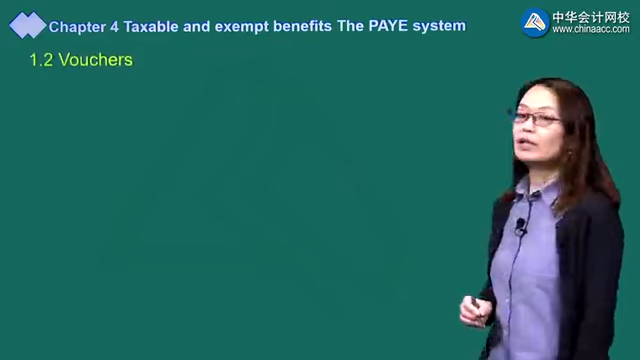 Chapter 4 Taxable and exempt benefits The PAYE system
中华会计网校
www.chinaacc.com
1.2 Vouchers